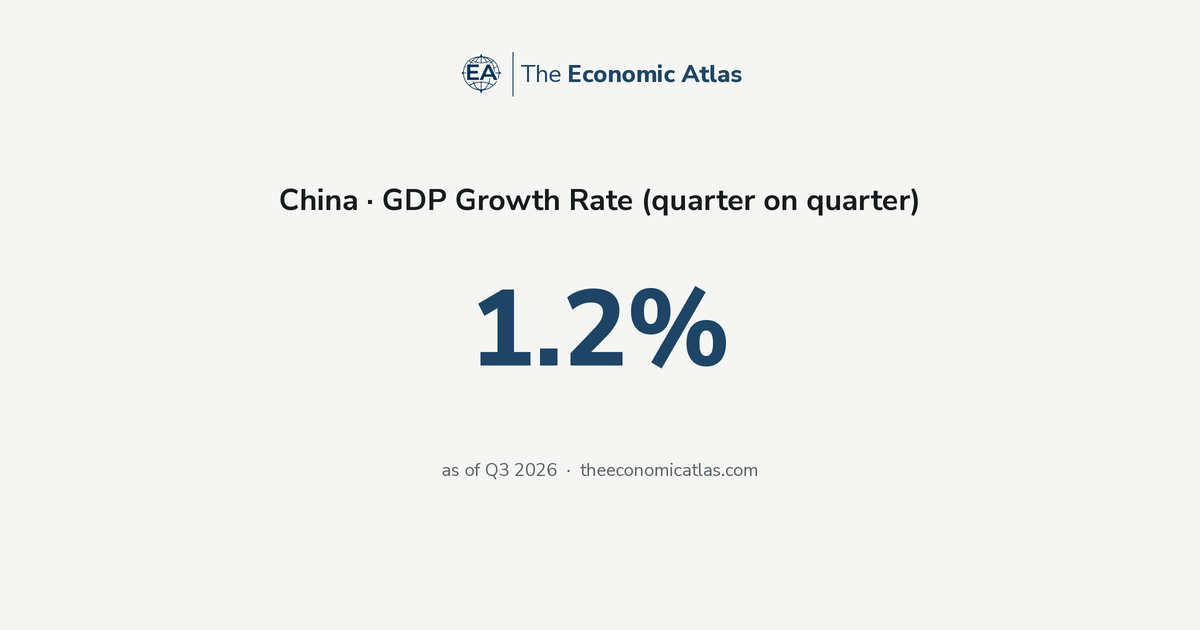 EA The Economic Atlas
China · GDP Growth Rate (quarter on quarter)
1.2%
as of Q3 2026 · theeconomicatlas.com